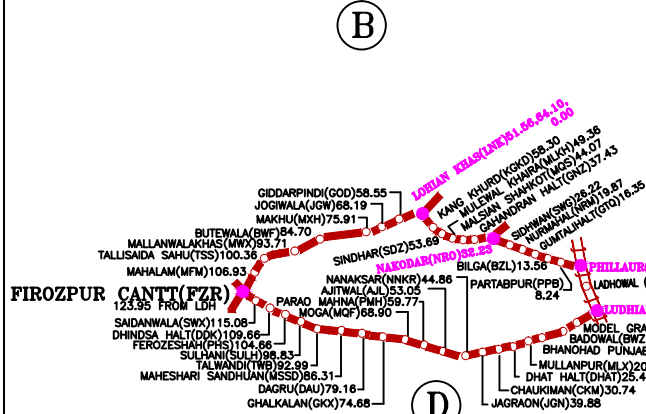 B
LOHIAN KHAS(LNK)51.56,64.10,
0.00
KANG KHURD(KGKD)58.30
MULEWAL KHAIRA(MLKH)49.36
MALSIAN SHAHKOT(MQS)44.07
GAHANDRAN HALT(GNZ)37.43
GIDDARPINDI(GOD)58.55
JOGIWALA(JGW)68.19
MAKHU(MXH)75.91
BUTEWALA(BWF)84.70
MALLANWALAKHAS(MWX)93.71
TALLISAIDA SAHU(TSS)100.36
MAHALAM(MFM)106.93
SINDHAR(SDZ)53.69
NAKODAR(NRO)32.23
SIDHWAN(SWG)26.22
NURMAHAL(NRM)19.87
GUMTALIHALT(GTQ)16.35
BILGA(BZL)13.56
PARTABPUR(PPB)
8.24
PHILLAUR(
LADHOWAL (
FIROZPUR CANTT(FZR)
123.95 FROM LDH
NANAKSAR(NNKR)44.86
AJITWAL(AJL)53.05
PARAO MAHNA(PMH)59.77
MOGA(MQF)68.90
SAIDANWALA(SWX)115.08
DHINDSA HALT(DDK)109.66
FEROZESHAH(PHS)104.66
SULHANI(SULH)98.83
TALWANDI(TWB)92.99
MAHESHARI SANDHUAN(MSSD)86.31
DAGRU(DAU)79.16
GHALKALAN(GKX)74.68
LUDHIA
MODEL GRA
BADOWAL(BWZ
BHANOHAD PUNJAB
MULLANPUR(MLX)20
DHAT HALT(DHAT)25.4
CHAUKIMAN(CKM)30.74
JAGRAON(JGN)39.88
D